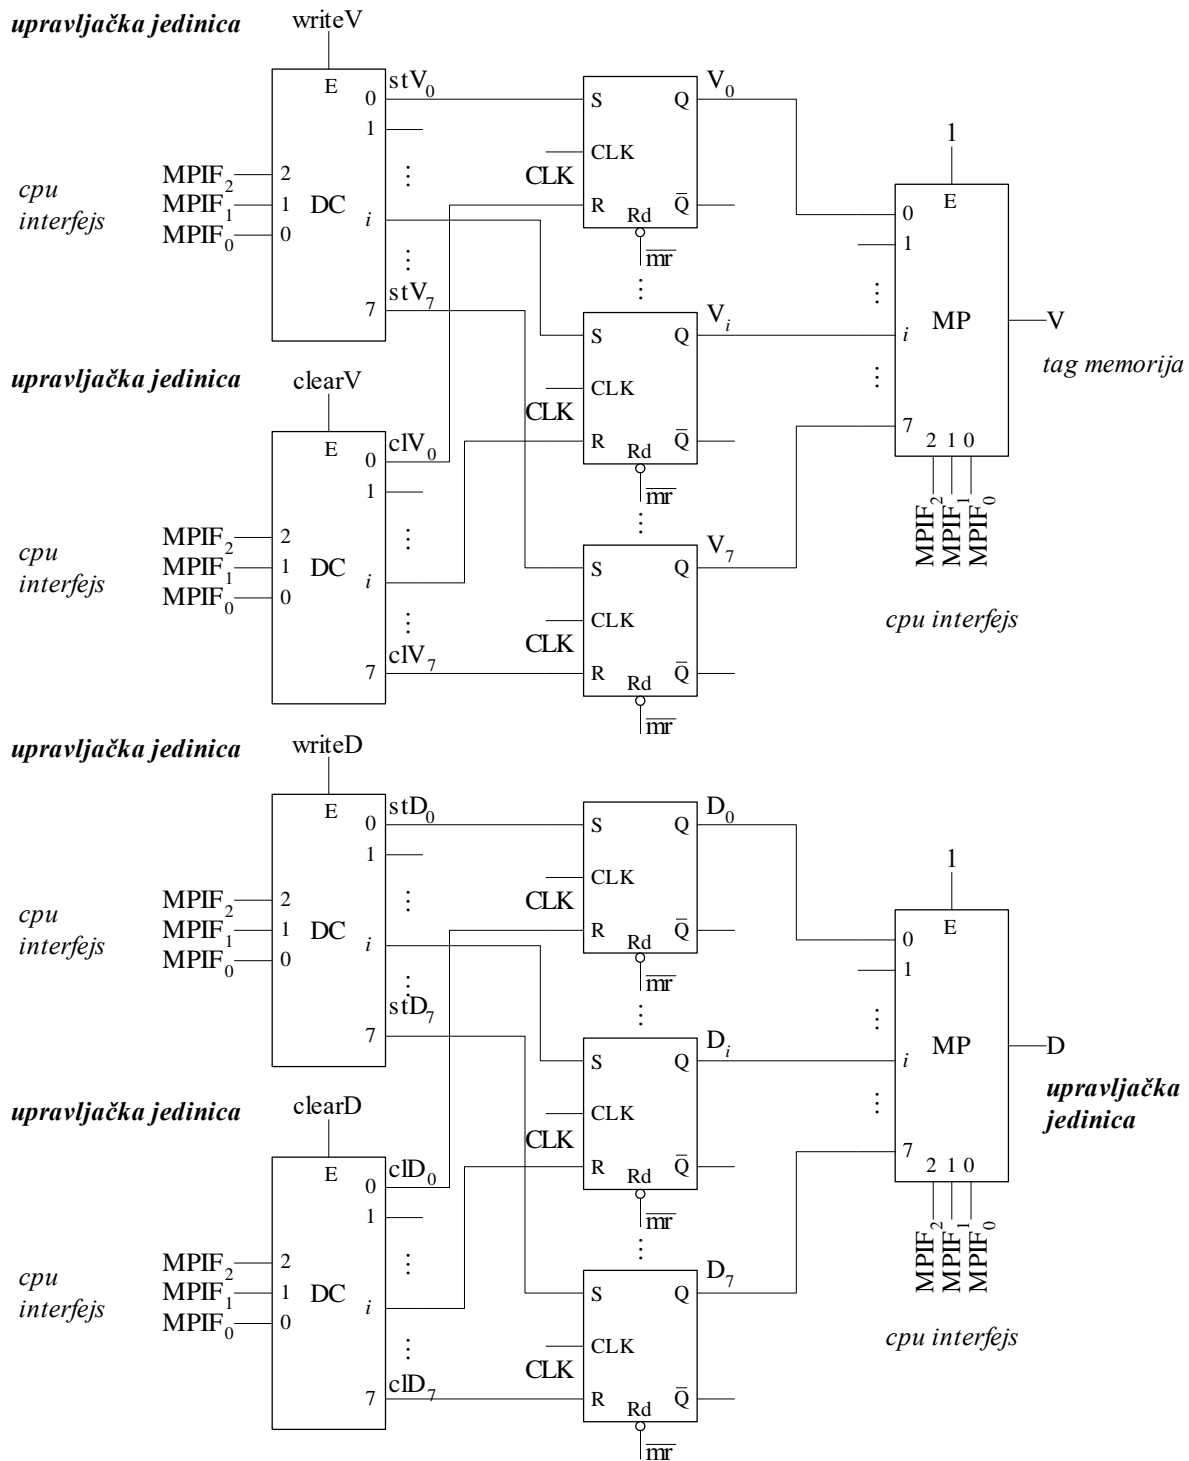 upravljačka jedinica
writeV
E
0
stV0
1
⋮
MPIF2
2
MPIF1
1
DC
MPIF0
0
i
⋮
stV7
7
cpu
interfejs
S
Q
V0
CLK
CLK
R
Q̅
Rd
m̅r̅
⋮
S
Q
Vi
CLK
CLK
R
Q̅
Rd
m̅r̅
⋮
S
Q
V7
CLK
CLK
R
Q̅
Rd
m̅r̅
1
E
0
1
⋮
MP
i
⋮
7
2 1 0
MPIF2
MPIF1
MPIF0
V
tag memorija
cpu interfejs
upravljačka jedinica
clearV
E
0
clV0
1
⋮
MPIF2
2
MPIF1
1
DC
MPIF0
0
i
⋮
clV7
7
cpu
interfejs
upravljačka jedinica
writeD
E
0
stD0
1
⋮
MPIF2
2
MPIF1
1
DC
MPIF0
0
i
⋮
stD7
7
cpu
interfejs
S
Q
D0
CLK
CLK
R
Q̅
Rd
m̅r̅
⋮
S
Q
Di
CLK
CLK
R
Q̅
Rd
m̅r̅
⋮
S
Q
D7
CLK
CLK
R
Q̅
Rd
m̅r̅
1
E
0
1
⋮
MP
i
⋮
7
2 1 0
MPIF2
MPIF1
MPIF0
D
upravljačka
jedinica
cpu interfejs
upravljačka jedinica
clearD
E
0
clD0
1
⋮
MPIF2
2
MPIF1
1
DC
MPIF0
0
i
⋮
clD7
7
cpu
interfejs